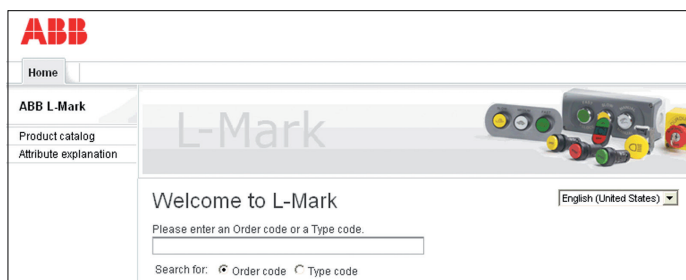 ABB
Home
ABB L-Mark
Product catalog
Attribute explanation
L-Mark
Welcome to L-Mark
English (United States)
Please enter an Order code or a Type code.
Search for: Order code Type code